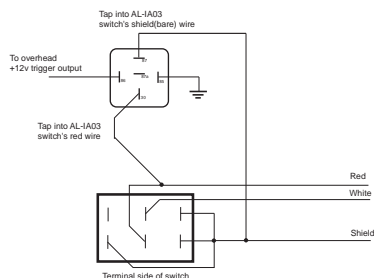 Tap into AL-IA03
switch's shield(bare) wire
To overhead
+12v trigger output
87
87a
86
85
30
Tap into AL-IA03
switch's red wire
Red
White
Shield
Terminal side of switch